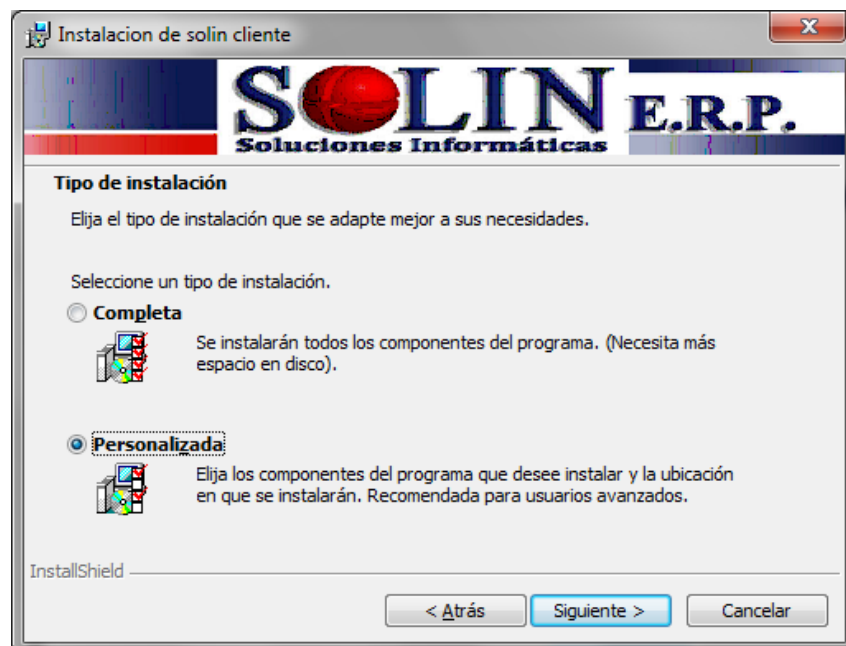 Instalacion de solin cliente
SOLIN E.R.P.
Soluciones Informáticas
Tipo de instalación
Elija el tipo de instalación que se adapte mejor a sus necesidades.
Seleccione un tipo de instalación.
Completa
Se instalarán todos los componentes del programa. (Necesita más
espacio en disco).
Personalizada
Elija los componentes del programa que desee instalar y la ubicación
en que se instalarán. Recomendada para usuarios avanzados.
InstallShield
< Atrás Siguiente > Cancelar